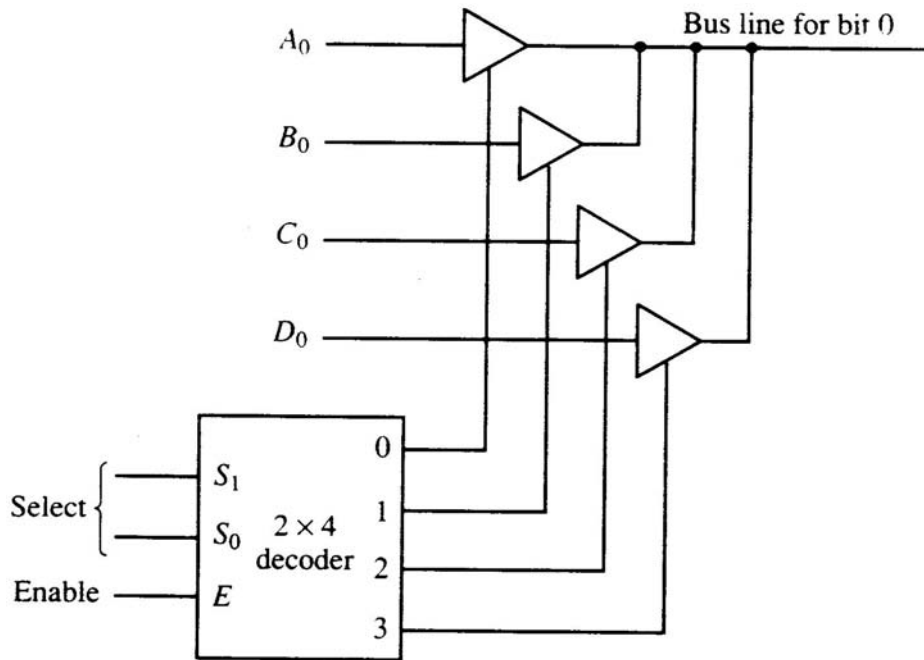 Bus line for bit 0
A₀
B₀
C₀
D₀
0
S₁
1
Select
S₀
2 × 4
decoder
2
Enable
E
3